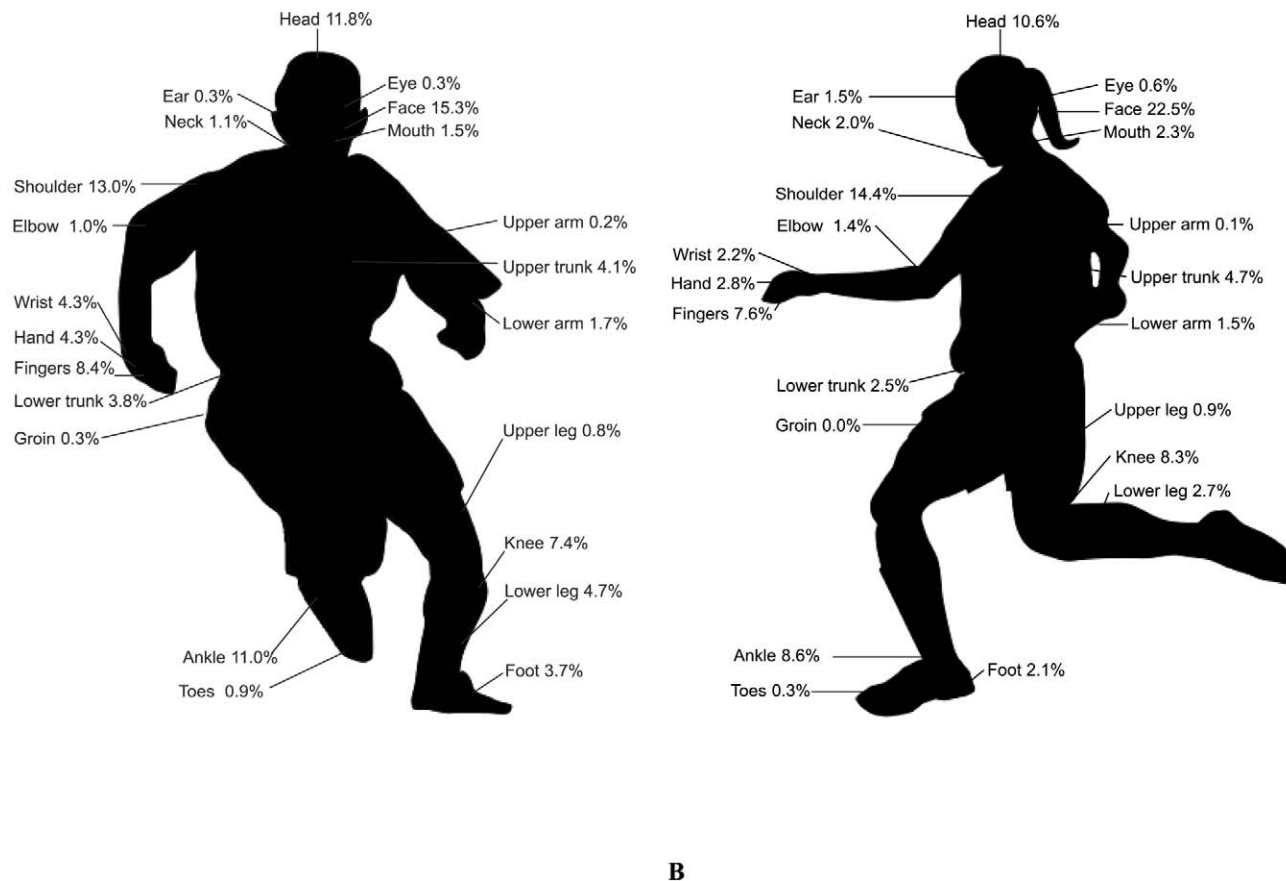 Head 11.8%
Eye 0.3%
Ear 0.3%
Face 15.3%
Neck 1.1%
Mouth 1.5%
Shoulder 13.0%
Elbow 1.0%
Upper arm 0.2%
Upper trunk 4.1%
Wrist 4.3%
Lower arm 1.7%
Hand 4.3%
Fingers 8.4%
Lower trunk 3.8%
Groin 0.3%
Upper leg 0.8%
Knee 7.4%
Lower leg 4.7%
Ankle 11.0%
Foot 3.7%
Toes 0.9%
Head 10.6%
Eye 0.6%
Ear 1.5%
Face 22.5%
Neck 2.0%
Mouth 2.3%
Shoulder 14.4%
Elbow 1.4%
Upper arm 0.1%
Wrist 2.2%
Upper trunk 4.7%
Hand 2.8%
Fingers 7.6%
Lower arm 1.5%
Lower trunk 2.5%
Upper leg 0.9%
Groin 0.0%
Knee 8.3%
Lower leg 2.7%
Ankle 8.6%
Foot 2.1%
Toes 0.3%
B